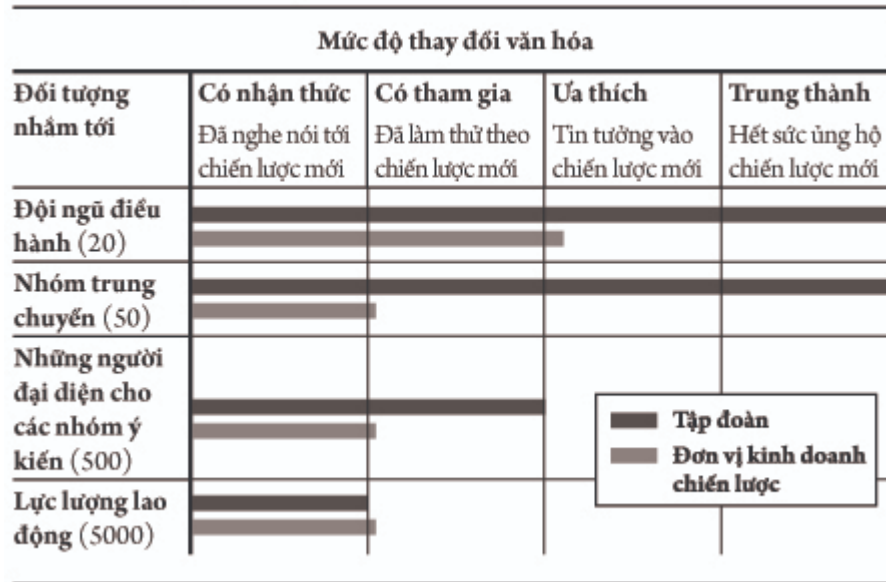 Mức độ thay đổi văn hóa
Đối tượng
nhắm tới
Có nhận thức
Đã nghe nói tới
chiến lược mới
Có tham gia
Đã làm thử theo
chiến lược mới
Ưa thích
Tin tưởng vào
chiến lược mới
Trung thành
Hết sức ủng hộ
chiến lược mới
Đội ngũ điều
hành (20)
Nhóm trung
chuyển (50)
Những người
đại diện cho
các nhóm ý
kiến (500)
Lực lượng lao
động (5000)
Tập đoàn
Đơn vị kinh doanh
chiến lược